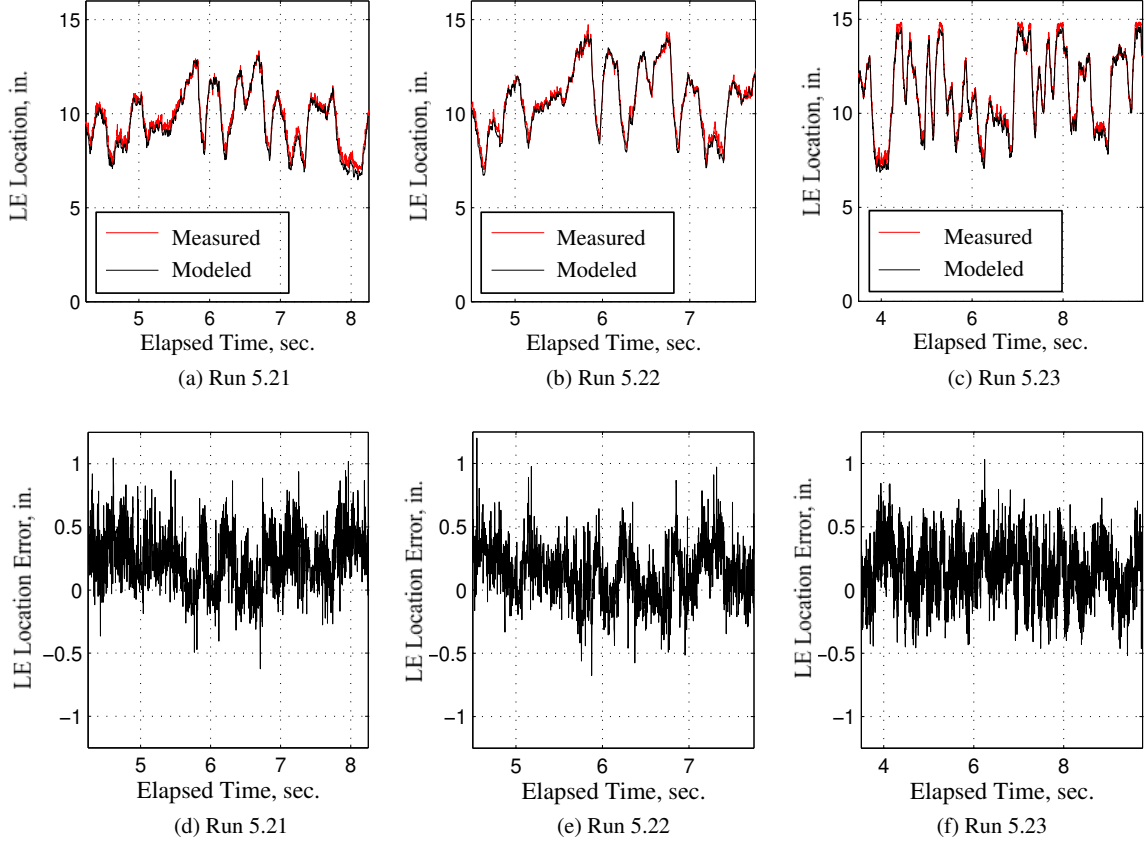 15
10
5
0
LE Location, in.
Measured
Modeled
5
6
7
8
Elapsed Time, sec.
(a) Run 5.21
15
10
5
0
LE Location, in.
Measured
Modeled
5
6
7
Elapsed Time, sec.
(b) Run 5.22
15
10
5
0
LE Location, in.
Measured
Modeled
4
6
8
Elapsed Time, sec.
(c) Run 5.23
1
0.5
0
−0.5
−1
LE Location Error, in.
5
6
7
8
Elapsed Time, sec.
(d) Run 5.21
1
0.5
0
−0.5
−1
LE Location Error, in.
5
6
7
Elapsed Time, sec.
(e) Run 5.22
1
0.5
0
−0.5
−1
LE Location Error, in.
4
6
8
Elapsed Time, sec.
(f) Run 5.23